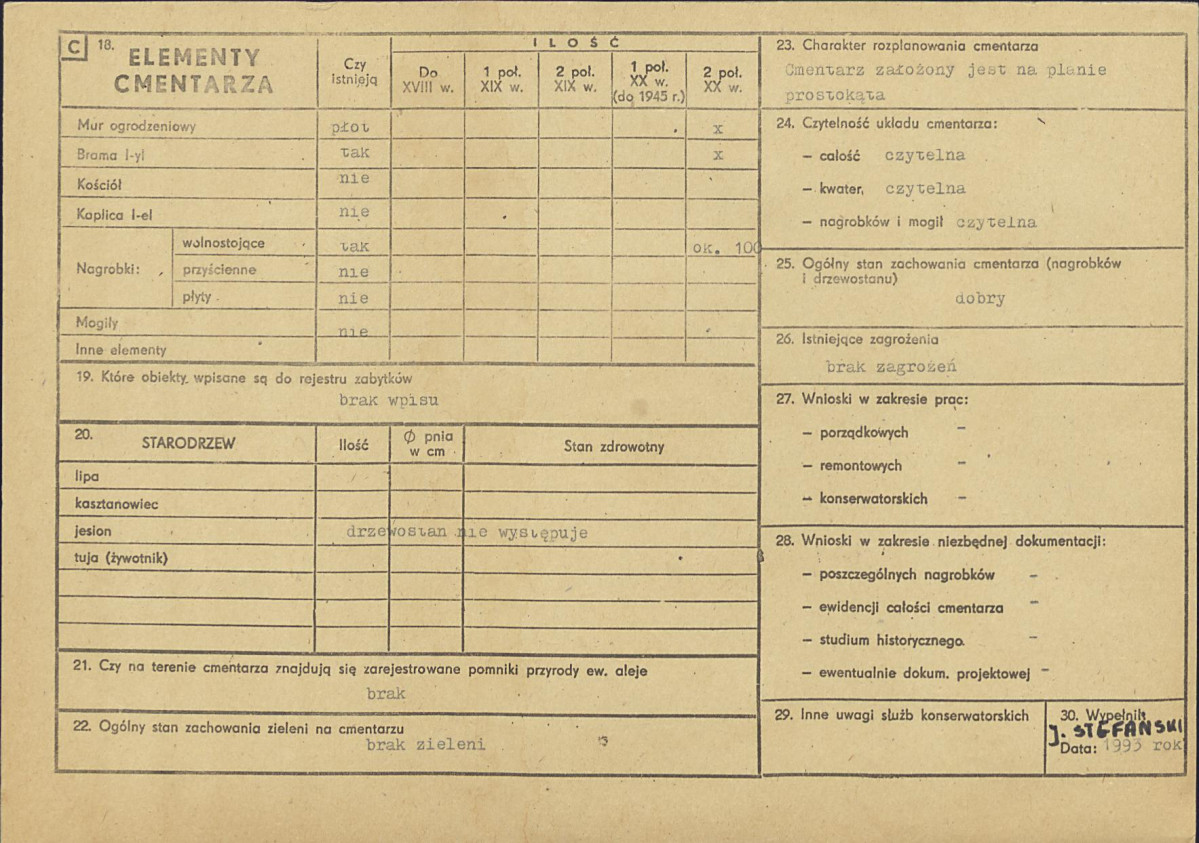 C 18. ELEMENTY CMENTARZA
Czy istnieją
ILOŚĆ
Do XVIII w.
1 poł. XIX w.
2 poł. XIX w.
1 poł. XX w. (do 1945 r.)
2 poł. XX w.
Mur ogrodzeniowy płot x
Brama I-yl tak x
Kościół nie
Kaplica I-el nie
Nagrobki:
wolnostojące tak ok. 100
przyścienne nie
płyty nie
Mogiły nie
Inne elementy
19. Które obiekty wpisane są do rejestru zabytków
brak wpisu
20. STARODRZEW Ilość Ø pnia w cm Stan zdrowotny
lipa
kasztanowiec
jesion drzewostan nie występuje
tuja (żywotnik)
21. Czy na terenie cmentarza znajdują się zarejestrowane pomniki przyrody ew. aleje
brak
22. Ogólny stan zachowania zieleni na cmentarzu
brak zieleni
23. Charakter rozplanowania cmentarza
Cmentarz założony jest na planie
prostokąta
24. Czytelność układu cmentarza:
— całość czytelna
— kwater, czytelna
— nagrobków i mogił czytelna
25. Ogólny stan zachowania cmentarza (nagrobków
i drzewostanu)
dobry
26. Istniejące zagrożenia
brak zagrożeń
27. Wnioski w zakresie prac:
— porządkowych -
— remontowych -
— konserwatorskich -
28. Wnioski w zakresie niezbędnej dokumentacji:
— poszczególnych nagrobków -
— ewidencji całości cmentarza -
— studium historycznego. -
— ewentualnie dokum. projektowej -
29. Inne uwagi służb konserwatorskich
30. Wypełnił
J. STEFAŃSKI
Data: 1993 rok